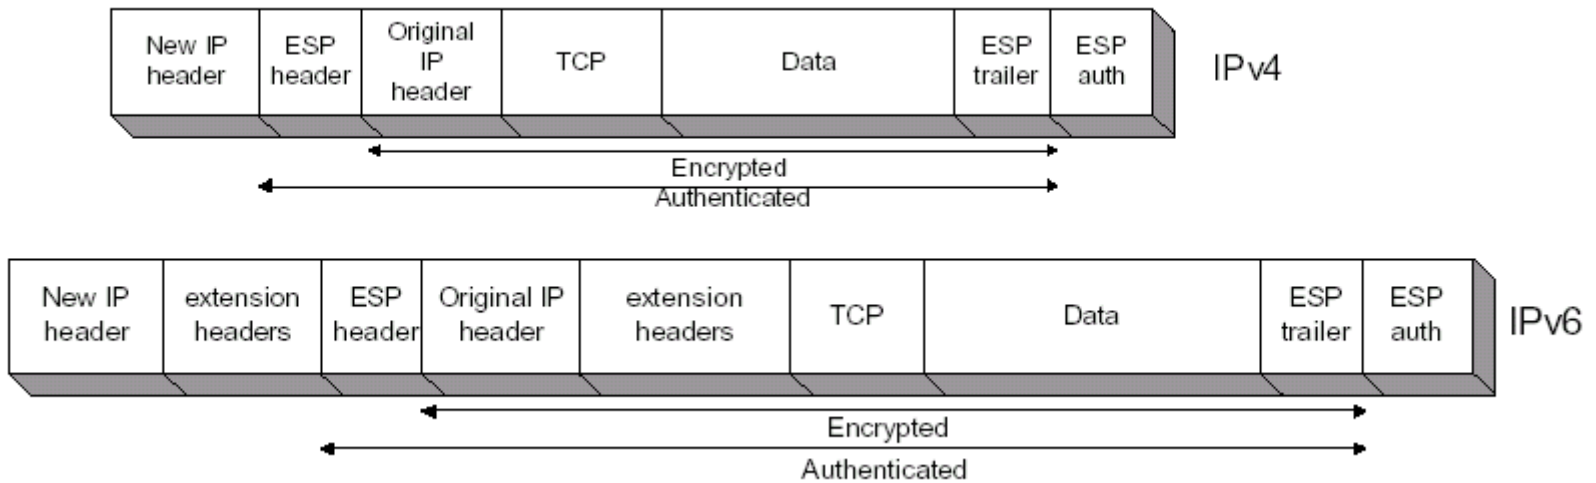 New IP header
ESP header
Original IP header
TCP
Data
ESP trailer
ESP auth
IPv4
Encrypted
Authenticated
New IP header
extension headers
ESP header
Original IP header
extension headers
TCP
Data
ESP trailer
ESP auth
IPv6
Encrypted
Authenticated